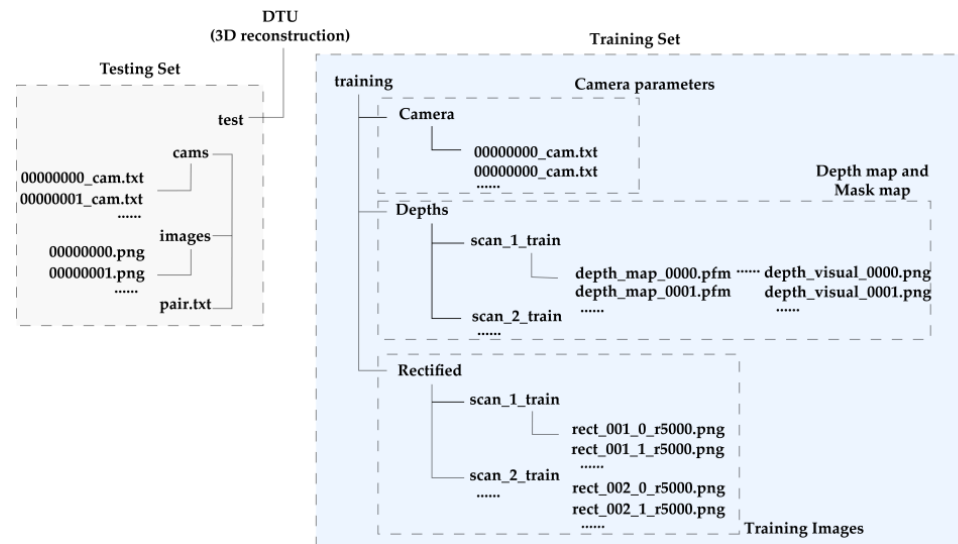 DTU
(3D reconstruction)
Testing Set
test
cams
00000000_cam.txt
00000001_cam.txt
......
images
00000000.png
00000001.png
......
pair.txt
Training Set
training
Camera parameters
Camera
00000000_cam.txt
00000000_cam.txt
......
Depth map and
Mask map
Depths
scan_1_train
depth_map_0000.pfm ...... depth_visual_0000.png
depth_map_0001.pfm depth_visual_0001.png
...... ......
scan_2_train
......
Rectified
scan_1_train
rect_001_0_r5000.png
rect_001_1_r5000.png
......
scan_2_train
......
rect_002_0_r5000.png
rect_002_1_r5000.png
......
Training Images